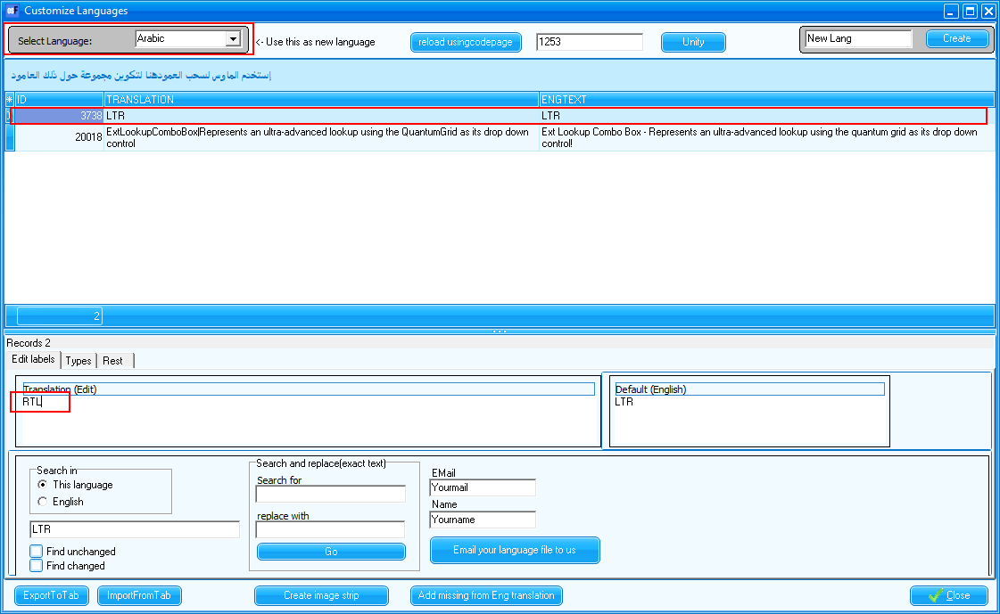 Customize Languages
Select Language:
Arabic
<- Use this as new language
reload usingcodepage
1253
Unify
New Lang
Create
إستخدم الماوس لسحب العمودهنا لتكوين مجموعة حول ذلك العامود
* ID TRANSLATION ENGTEXT
3738 LTR LTR
20018 ExtLookupComboBox|Represents an ultra-advanced lookup using the QuantumGrid as its drop down control
Ext Lookup Combo Box - Represents an ultra-advanced lookup using the quantum grid as its drop down control!
2
Records 2
Edit labels Types Rest
Translation (Edit)
RTL
Default (English)
LTR
Search in
This language
English
LTR
Find unchanged
Find changed
Search and replace(exact text)
Search for
replace with
Go
EMail
Yourmail
Name
Yourname
Email your language file to us
ExportToTab
ImportFromTab
Create image strip
Add missing from Eng translation
Close